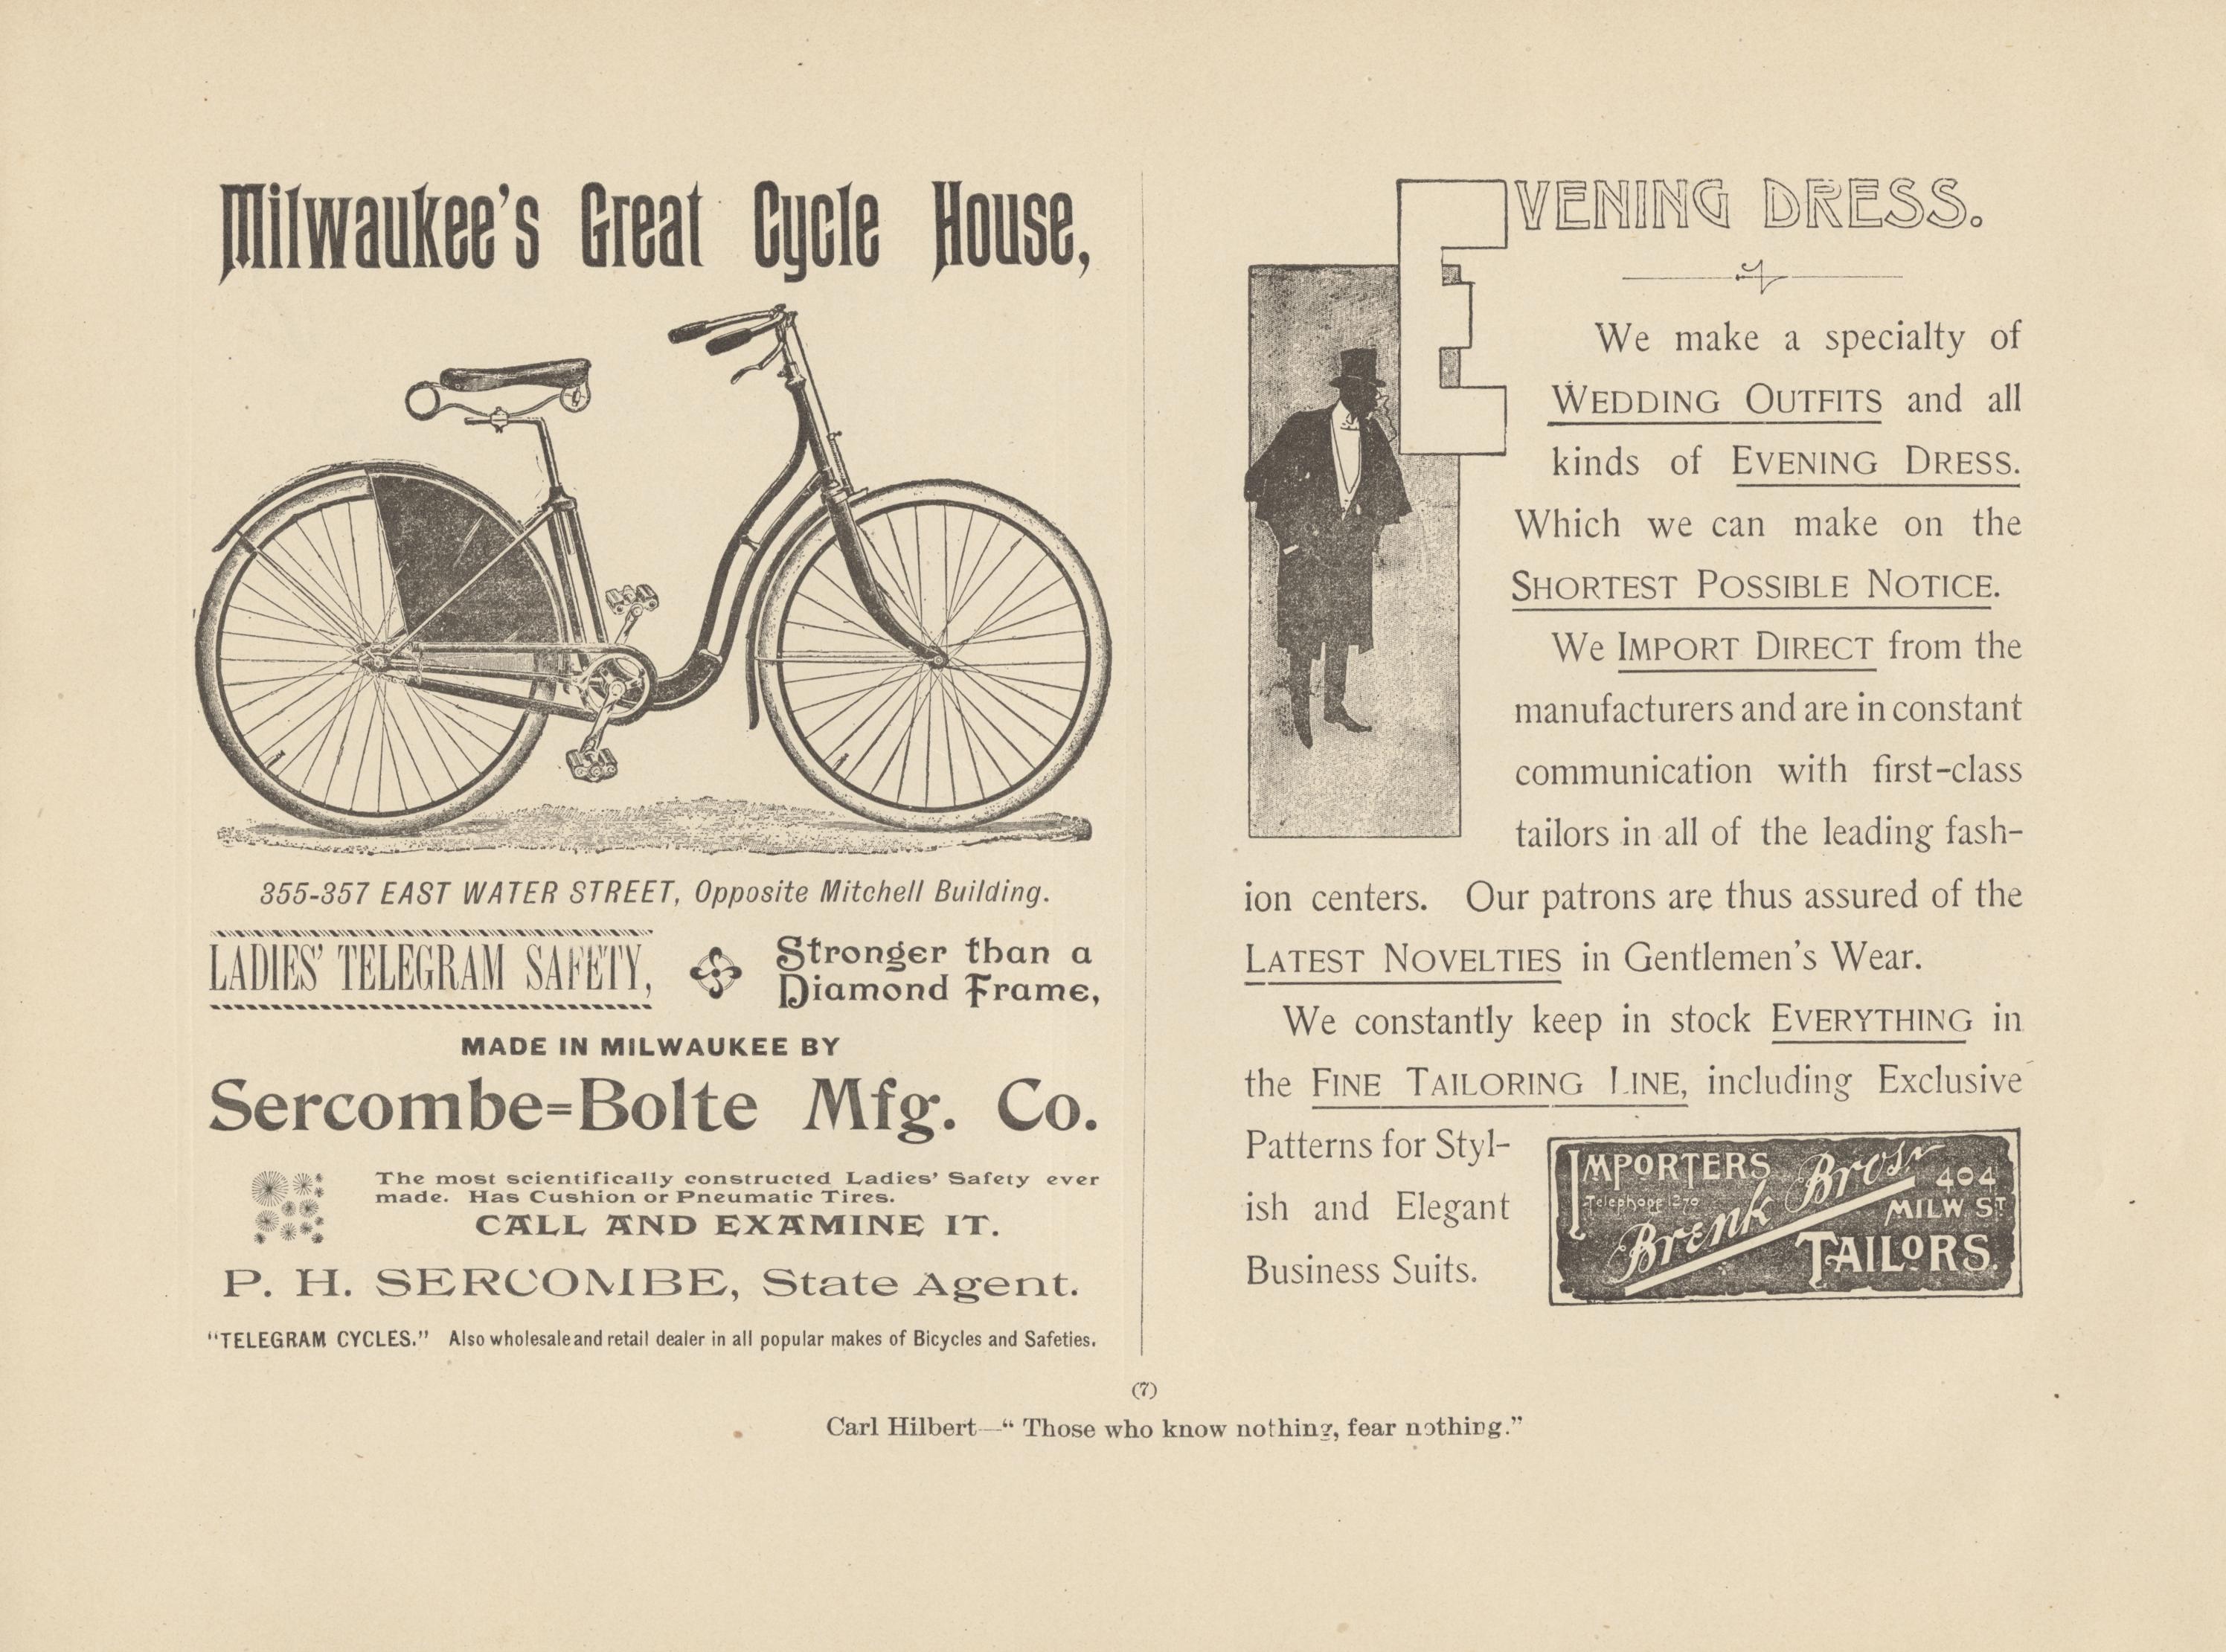 Milwaukee's Great Cycle House,
355-357 EAST WATER STREET, Opposite Mitchell Building.
LADIES' TELEGRAM SAFETY,
Stronger than a
Diamond Frame,
MADE IN MILWAUKEE BY
Sercombe=Bolte Mfg. Co.
The most scientifically constructed Ladies' Safety ever
made. Has Cushion or Pneumatic Tires.
CALL AND EXAMINE IT.
P. H. SERCOMBE, State Agent.
"TELEGRAM CYCLES." Also wholesale and retail dealer in all popular makes of Bicycles and Safeties.
EVENING DRESS.
We make a specialty of
WEDDING OUTFITS and all
kinds of EVENING DRESS.
Which we can make on the
SHORTEST POSSIBLE NOTICE.
We IMPORT DIRECT from the
manufacturers and are in constant
communication with first-class
tailors in all of the leading fash-
ion centers. Our patrons are thus assured of the
LATEST NOVELTIES in Gentlemen's Wear.
We constantly keep in stock EVERYTHING in
the FINE TAILORING LINE, including Exclusive
Patterns for Styl-
ish and Elegant
Business Suits.
IMPORTERS
Telephone 1270
Brenk Bros
404
MILW. ST
TAILORS.
(7)
Carl Hilbert—"Those who know nothing, fear nothing."